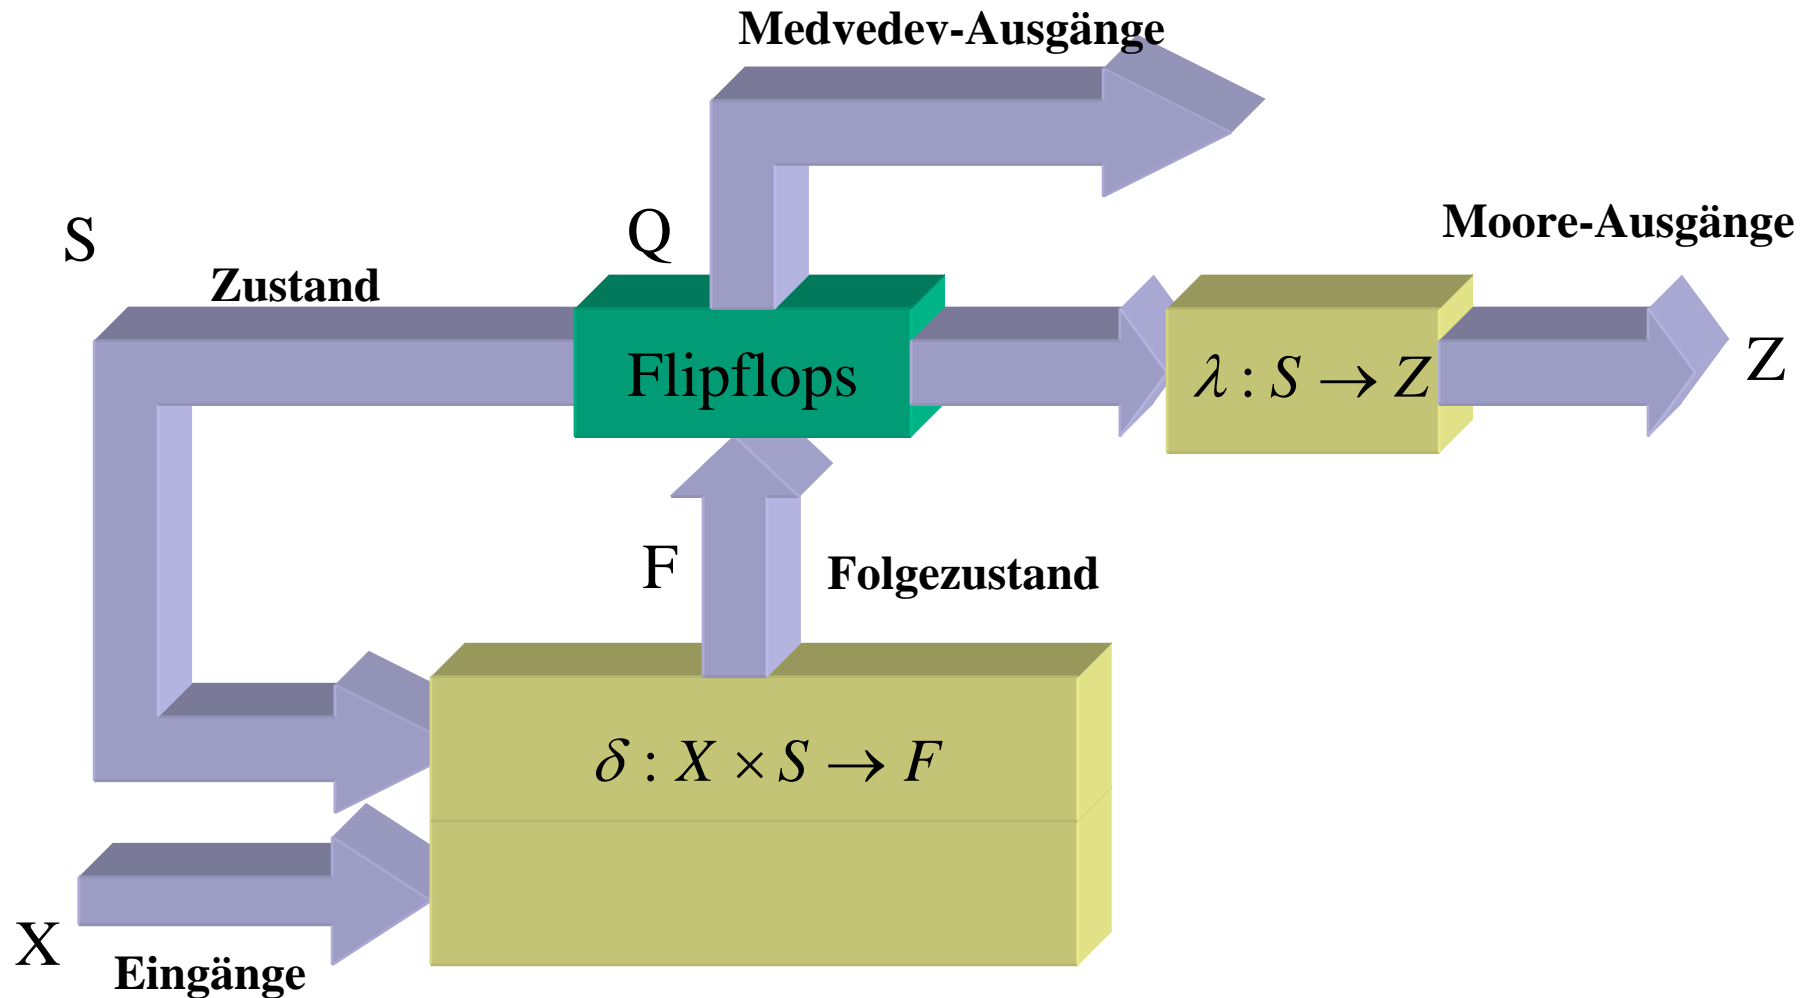 Medvedev-Ausgänge
S
Q
Moore-Ausgänge
Zustand
Flipflops
λ : S → Z
Z
F
Folgezustand
δ : X × S → F
X
Eingänge